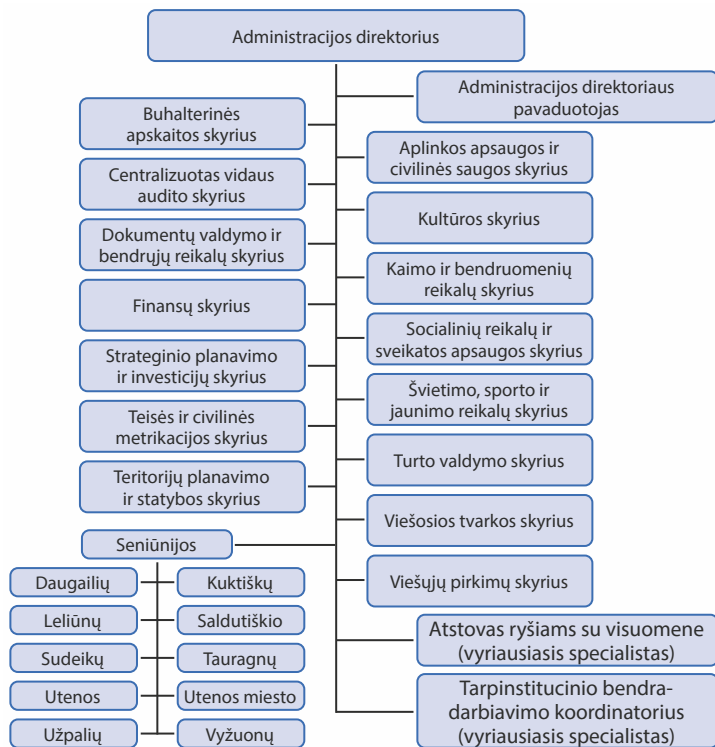 Administracijos direktorius
Administracijos direktoriaus
pavaduotojas
Buhalterinės
apskaitos skyrius
Centralizuotas vidaus
audito skyrius
Dokumentų valdymo ir
bendrųjų reikalų skyrius
Finansų skyrius
Strateginio planavimo
ir investicijų skyrius
Teisės ir civilinės
metrikacijos skyrius
Teritorijų planavimo
ir statybos skyrius
Aplinkos apsaugos ir
civilinės saugos skyrius
Kultūros skyrius
Kaimo ir bendruomenių
reikalų skyrius
Socialinių reikalų ir
sveikatos apsaugos skyrius
Švietimo, sporto ir
jaunimo reikalų skyrius
Turto valdymo skyrius
Viešosios tvarkos skyrius
Viešųjų pirkimų skyrius
Seniūnijos
Daugailių
Kuktiškų
Leliūnų
Saldutiškio
Sudeikų
Tauragnų
Utenos
Utenos miesto
Užpalių
Vyžuonų
Atstovas ryšiams su visuomene
(vyriausiasis specialistas)
Tarpinstitucinio bendra-
darbiavimo koordinatorius
(vyriausiasis specialistas)